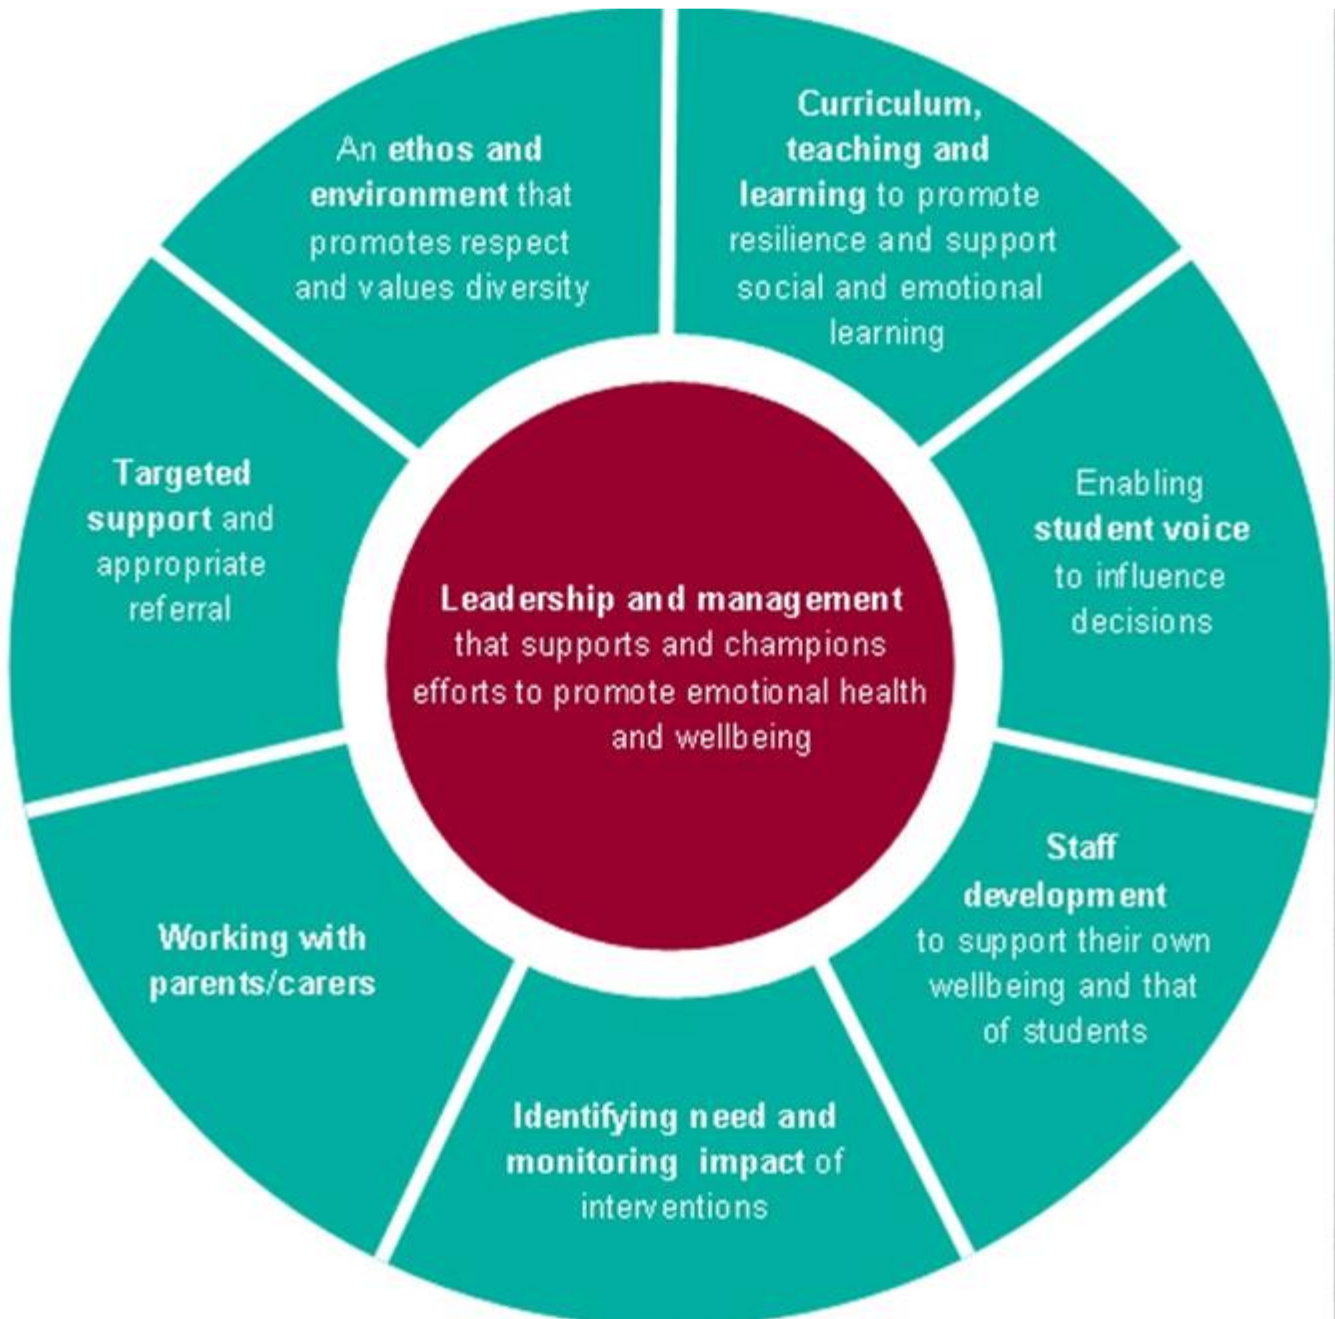 An ethos and
environment that
promotes respect
and values diversity
Curriculum,
teaching and
learning to promote
resilience and support
social and emotional
learning
Enabling
student voice
to influence
decisions
Staff
development
to support their own
wellbeing and that
of students
Identifying need and
monitoring impact of
interventions
Working with
parents/carers
Targeted
support and
appropriate
referral
Leadership and management
that supports and champions
efforts to promote emotional health
and wellbeing